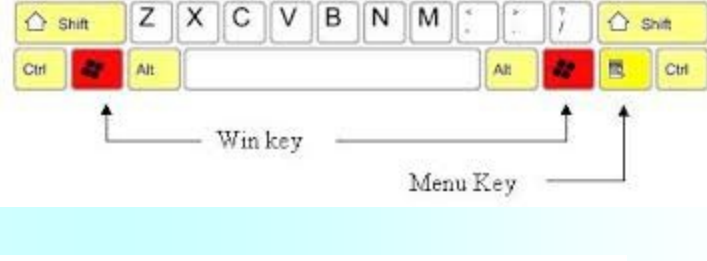 Shift Z X C V B N M < , > . ? / Shift
Ctrl Alt Alt Ctrl
Win key
Menu Key